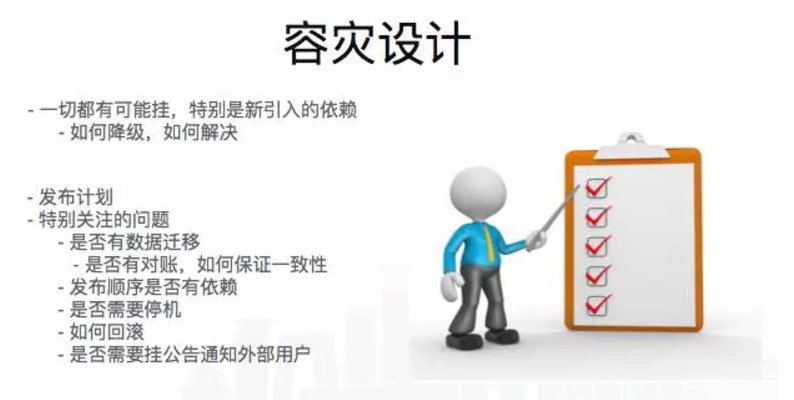 容灾设计
- 一切都有可能挂，特别是新引入的依赖
- 如何降级，如何解决
- 发布计划
- 特别关注的问题
- 是否有数据迁移
- 是否有对账，如何保证一致性
- 发布顺序是否有依赖
- 是否需要停机
- 如何回滚
- 是否需要挂公告通知外部用户